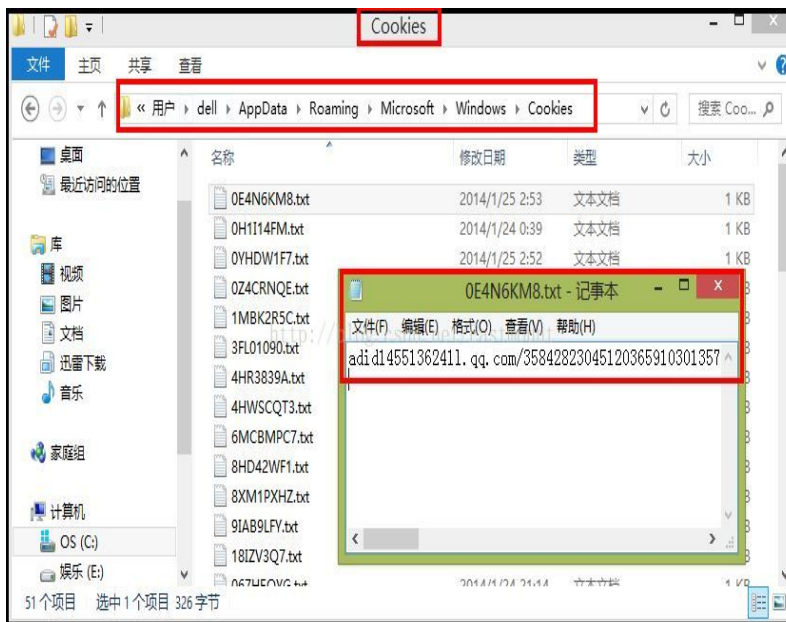 Cookies
文件 主页 共享 查看
« 用户 dell AppData Roaming Microsoft Windows Cookies 搜索 Coo...
桌面
最近访问的位置
库
视频
图片
文档
迅雷下载
音乐
家庭组
计算机
OS (C:)
娱乐 (E:)
名称 修改日期 类型 大小
0E4N6KM8.txt 2014/1/25 2:53 文本文档 1 KB
0H1I14FM.txt 2014/1/24 0:39 文本文档 1 KB
0YHDW1F7.txt 2014/1/25 2:52 文本文档 1 KB
0Z4CRNQE.txt
1MBK2R5C.txt
3FL01090.txt
4HR3839A.txt
4HWSCQT3.txt
6MCBMPC7.txt
8HD42WF1.txt
8XM1PXHZ.txt
9IAB9LFY.txt
18IZV3Q7.txt
0E4N6KM8.txt - 记事本
文件(F) 编辑(E) 格式(O) 查看(V) 帮助(H)
adid14551362411.qq.com/35842823045120365910301357
51个项目 选中1个项目 326字节